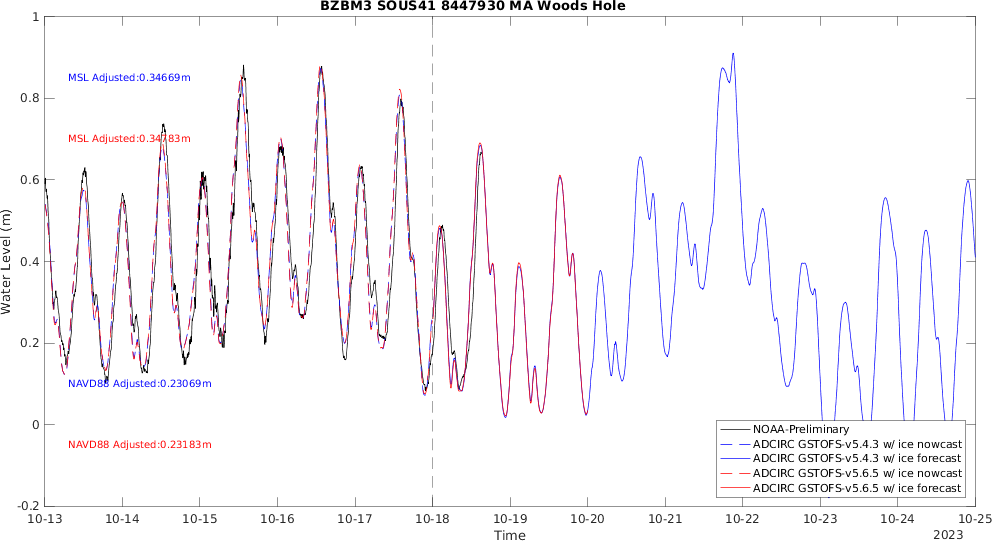 BZBM3 SOUS41 8447930 MA Woods Hole
1
0.8
0.6
0.4
0.2
0
-0.2
Water Level (m)
MSL Adjusted:0.34669m
MSL Adjusted:0.34783m
NAVD88 Adjusted:0.23069m
NAVD88 Adjusted:0.23183m
NOAA-Preliminary
ADCIRC GSTOFS-v5.4.3 w/ ice nowcast
ADCIRC GSTOFS-v5.4.3 w/ ice forecast
ADCIRC GSTOFS-v5.6.5 w/ ice nowcast
ADCIRC GSTOFS-v5.6.5 w/ ice forecast
10-13 10-14 10-15 10-16 10-17 10-18 10-19 10-20 10-21 10-22 10-23 10-24 10-25
Time
2023